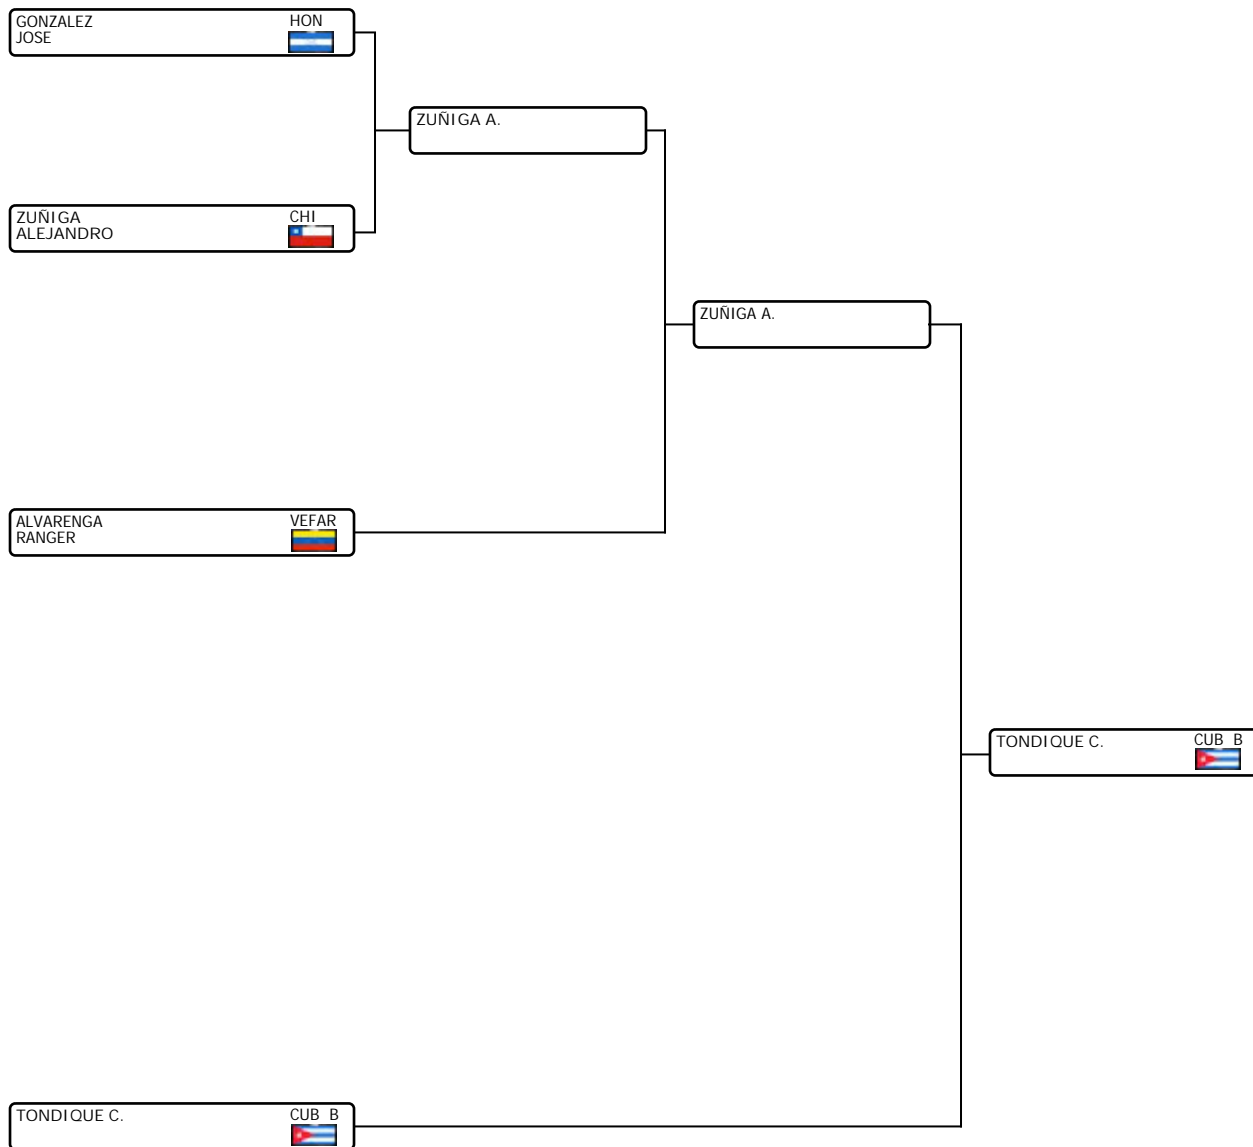 GONZALEZ HON
JOSE
ZUÑIGA A.
ZUÑIGA CHI
ALEJANDRO
ZUÑIGA A.
ALVARENGA VEFAR
RANGER
TONDIQUE C. CUB B
TONDIQUE C. CUB B